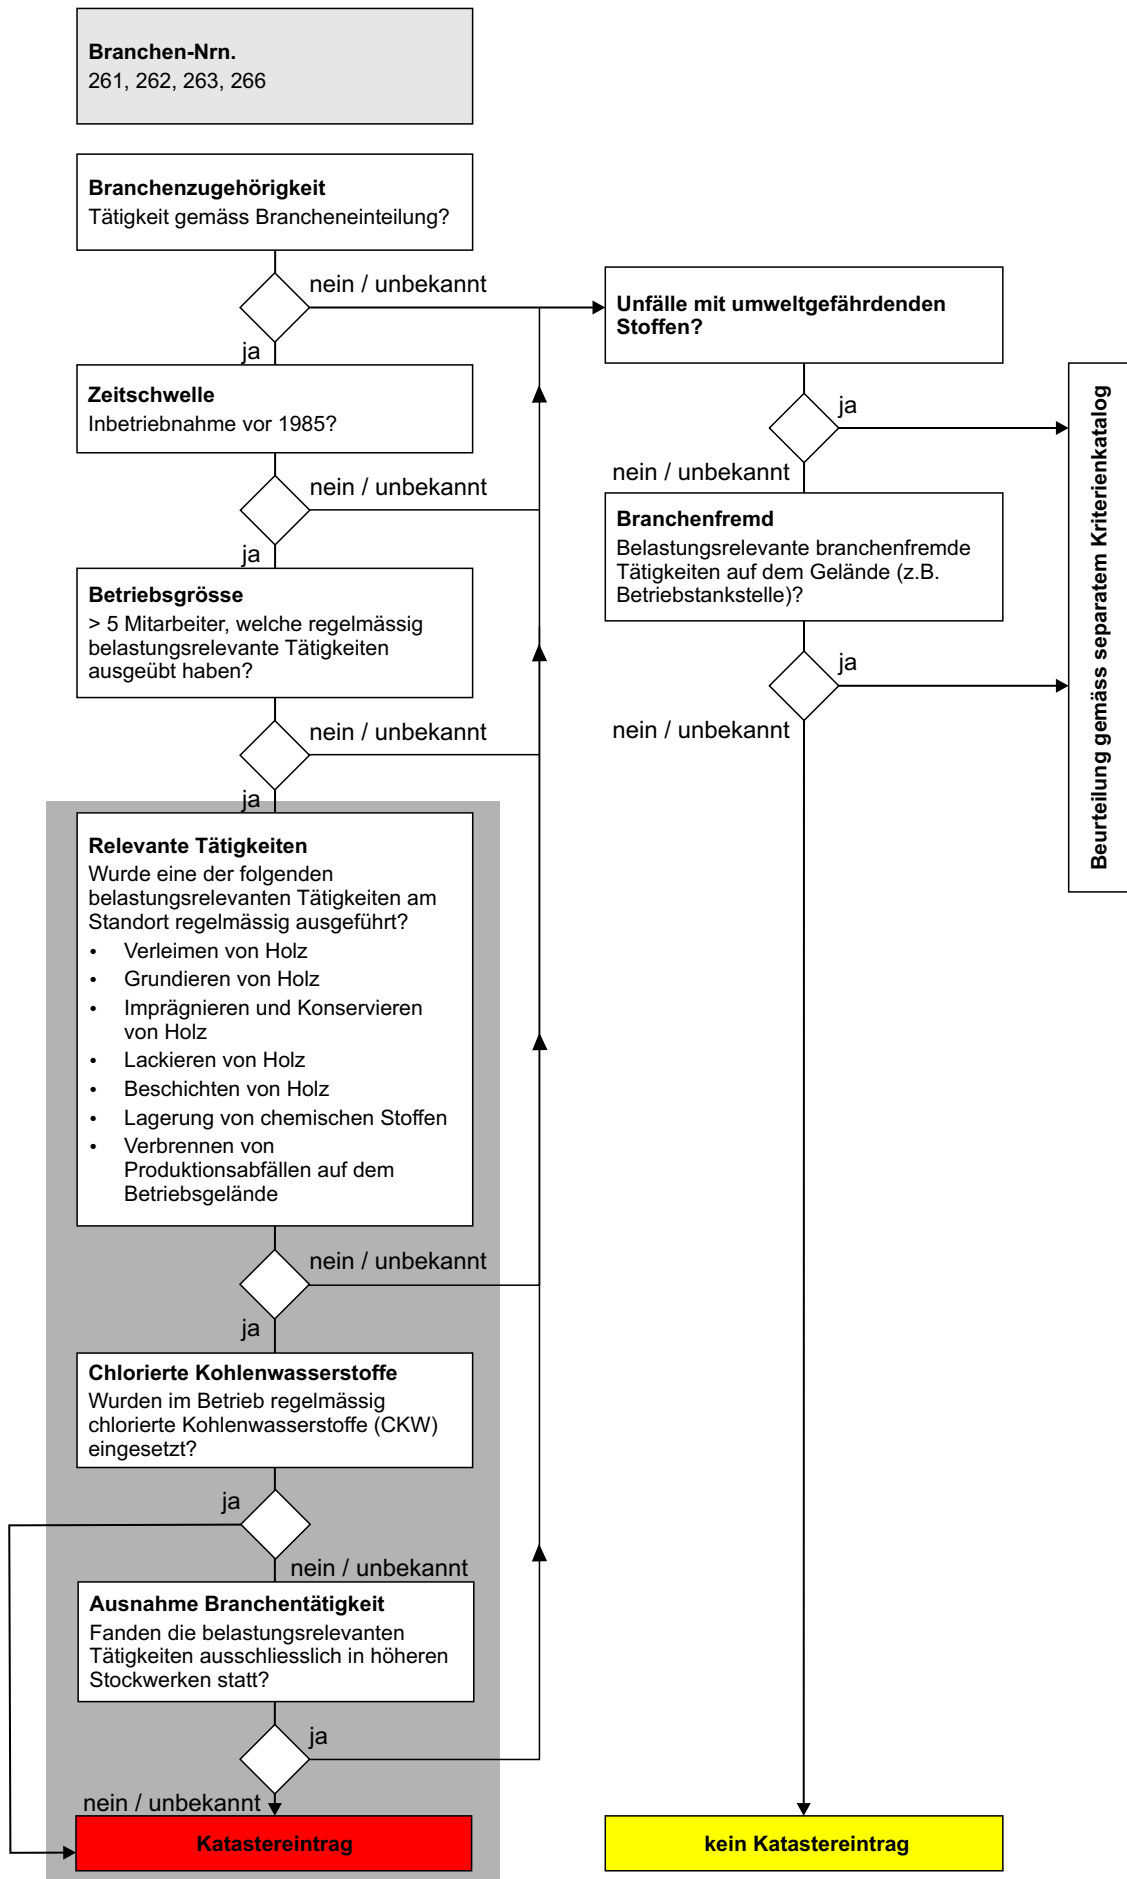 Branchen-Nrn.
261, 262, 263, 266
Branchenzugehörigkeit
Tätigkeit gemäss Brancheneinteilung?
nein / unbekannt
ja
Zeitschwelle
Inbetriebnahme vor 1985?
nein / unbekannt
ja
Betriebsgrösse
> 5 Mitarbeiter, welche regelmässig
belastungsrelevante Tätigkeiten
ausgeübt haben?
nein / unbekannt
ja
Relevante Tätigkeiten
Wurde eine der folgenden
belastungsrelevanten Tätigkeiten am
Standort regelmässig ausgeführt?
• Verleimen von Holz
• Grundieren von Holz
• Imprägnieren und Konservieren
von Holz
• Lackieren von Holz
• Beschichten von Holz
• Lagerung von chemischen Stoffen
• Verbrennen von
Produktionsabfällen auf dem
Betriebsgelände
nein / unbekannt
ja
Chlorierte Kohlenwasserstoffe
Wurden im Betrieb regelmässig
chlorierte Kohlenwasserstoffe (CKW)
eingesetzt?
ja
nein / unbekannt
Ausnahme Branchentätigkeit
Fanden die belastungsrelevanten
Tätigkeiten ausschliesslich in höheren
Stockwerken statt?
ja
nein / unbekannt
Katastereintrag
Unfälle mit umweltgefährdenden
Stoffen?
ja
nein / unbekannt
Branchenfremd
Belastungsrelevante branchenfremde
Tätigkeiten auf dem Gelände (z.B.
Betriebstankstelle)?
ja
nein / unbekannt
kein Katastereintrag
Beurteilung gemäss separatem Kriterienkatalog